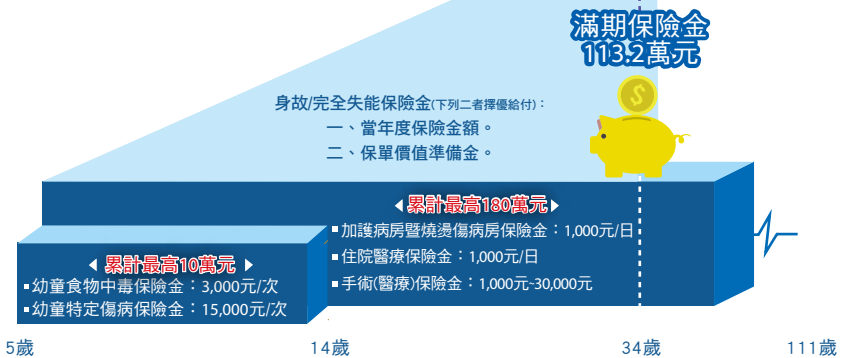 滿期保險金
113.2萬元
身故/完全失能保險金(下列二者擇優給付)：
一、當年度保險金額。
二、保單價值準備金。
累計最高180萬元
加護病房暨燒燙傷病房保險金：1,000元/日
住院醫療保險金：1,000元/日
手術(醫療)保險金：1,000元~30,000元
累計最高10萬元
幼童食物中毒保險金：3,000元/次
幼童特定傷病保險金：15,000元/次
5歲
14歲
34歲
111歲